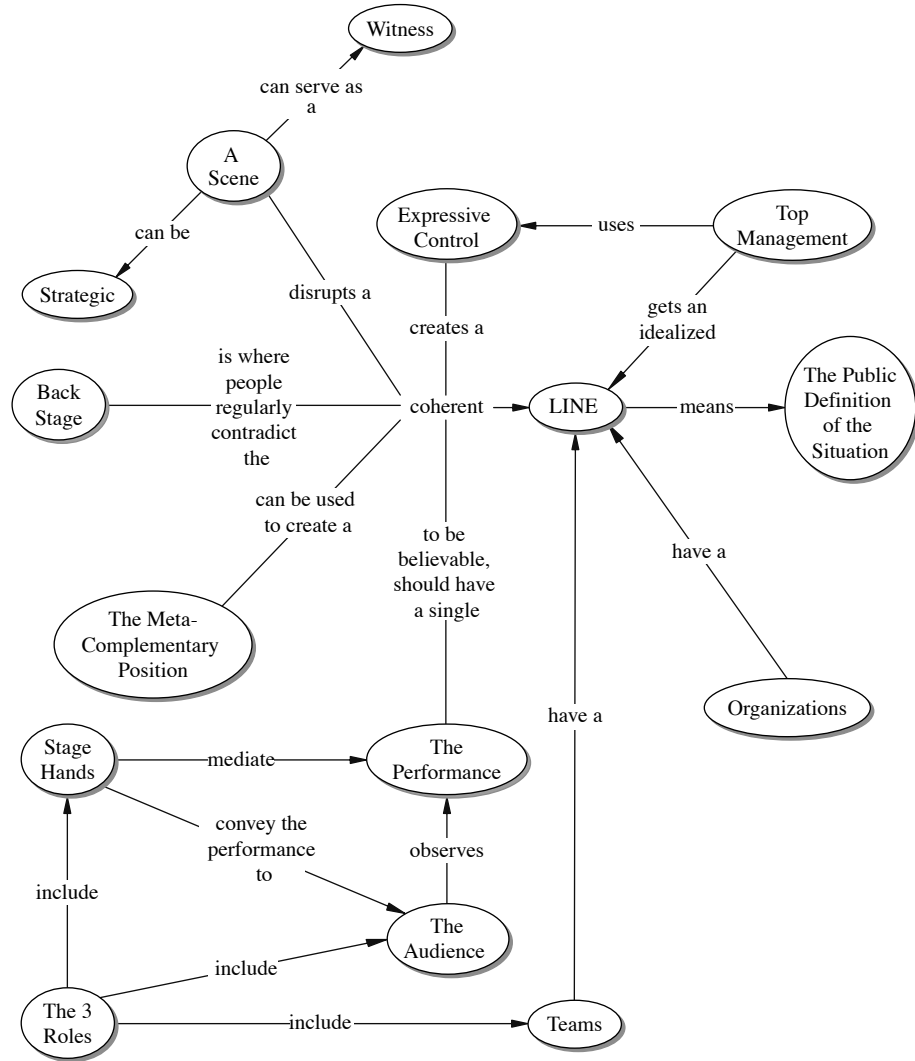 Witness
can serve as
a
A
Scene
can be
Strategic
disrupts a
Expressive
Control
uses
Top
Management
creates a
gets an
idealized
Back
Stage
is where
people
regularly
contradict
the
coherent
LINE
means
The Public
Definition
of the
Situation
can be used
to create a
to be
believable,
should have
a single
have a
The Meta-
Complementary
Position
Organizations
have a
Stage
Hands
mediate
The
Performance
convey the
performance
to
observes
include
The
Audience
include
The 3
Roles
include
Teams